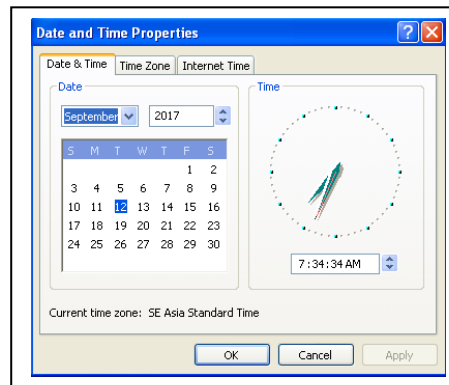 Date and Time Properties
Date & Time Time Zone Internet Time
Date
September 2017
S M T W T F S
1 2
3 4 5 6 7 8 9
10 11 12 13 14 15 16
17 18 19 20 21 22 23
24 25 26 27 28 29 30
Time
7:34:34 AM
Current time zone: SE Asia Standard Time
OK Cancel Apply